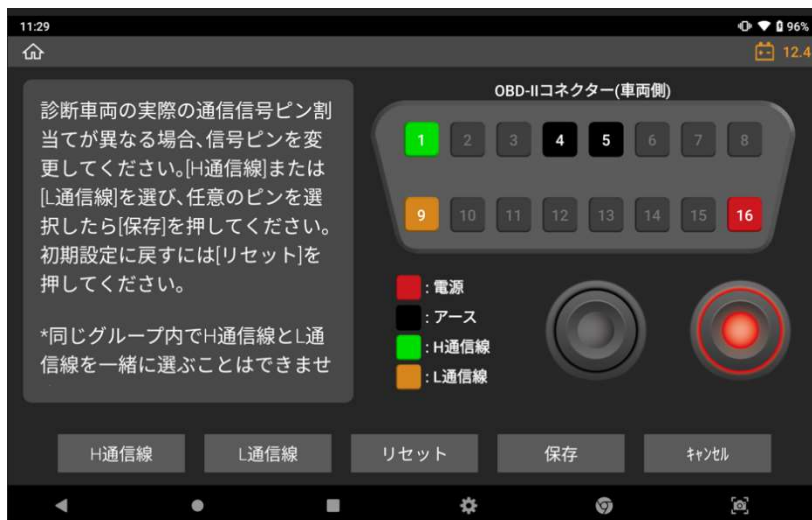 11:29
96%
12.4
診断車両の実際の通信信号ピン割
当てが異なる場合、信号ピンを変
更してください。[H通信線]または
[L通信線]を選び、任意のピンを選
択したら[保存]を押してください。
初期設定に戻すには[リセット]を
押してください。
*同じグループ内でH通信線とL通
信線を一緒に選ぶことはできませ
OBD-IIコネクター(車両側)
1 2 3 4 5 6 7 8
9 10 11 12 13 14 15 16
: 電源
: アース
: H通信線
: L通信線
H通信線 L通信線 リセット 保存 ｷｬﾝｾﾙ